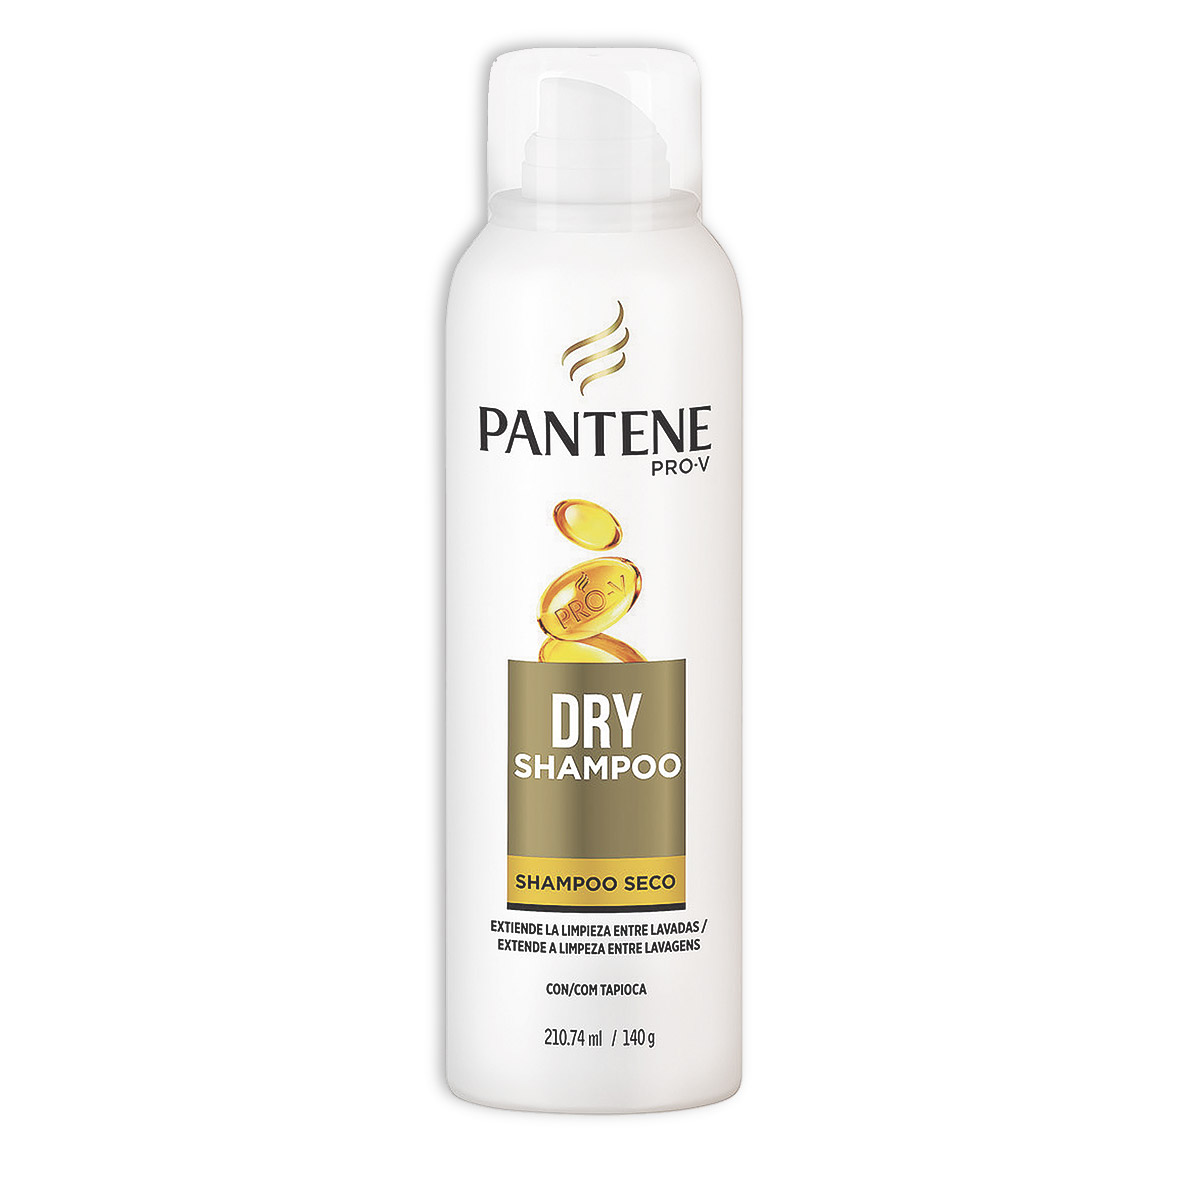 PANTENE
PRO-V
PRO-V
DRY
SHAMPOO
SHAMPOO SECO
EXTIENDE LA LIMPIEZA ENTRE LAVADAS /
EXTENDE A LIMPEZA ENTRE LAVAGENS
CON/COM TAPIOCA
210.74 ml / 140 g